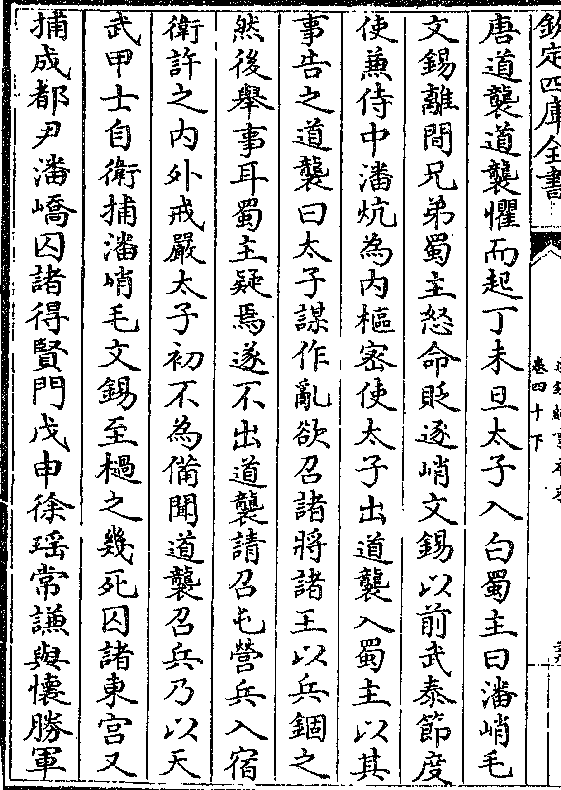 欽定四庫全書
卷四十下
唐道襲道襲懼而起丁未旦太子入白蜀主曰潘峭毛
文錫離間兄弟蜀主怒命貶逐峭文錫以前武泰節度
使兼侍中潘炕為內樞密使太子出道襲入蜀主以其
事告之道襲曰太子謀作亂欲召諸將諸王以兵錮之
然後舉事耳蜀主疑焉遂不出道襲請召屯營兵入宿
衛許之內外戒嚴太子初不為備聞道襲召兵乃以天
武甲士自衛捕潘峭毛文錫至檛之幾死囚諸東宮又
捕成都尹潘嶠囚諸得賢門戊申徐瑤常謙與懷勝軍